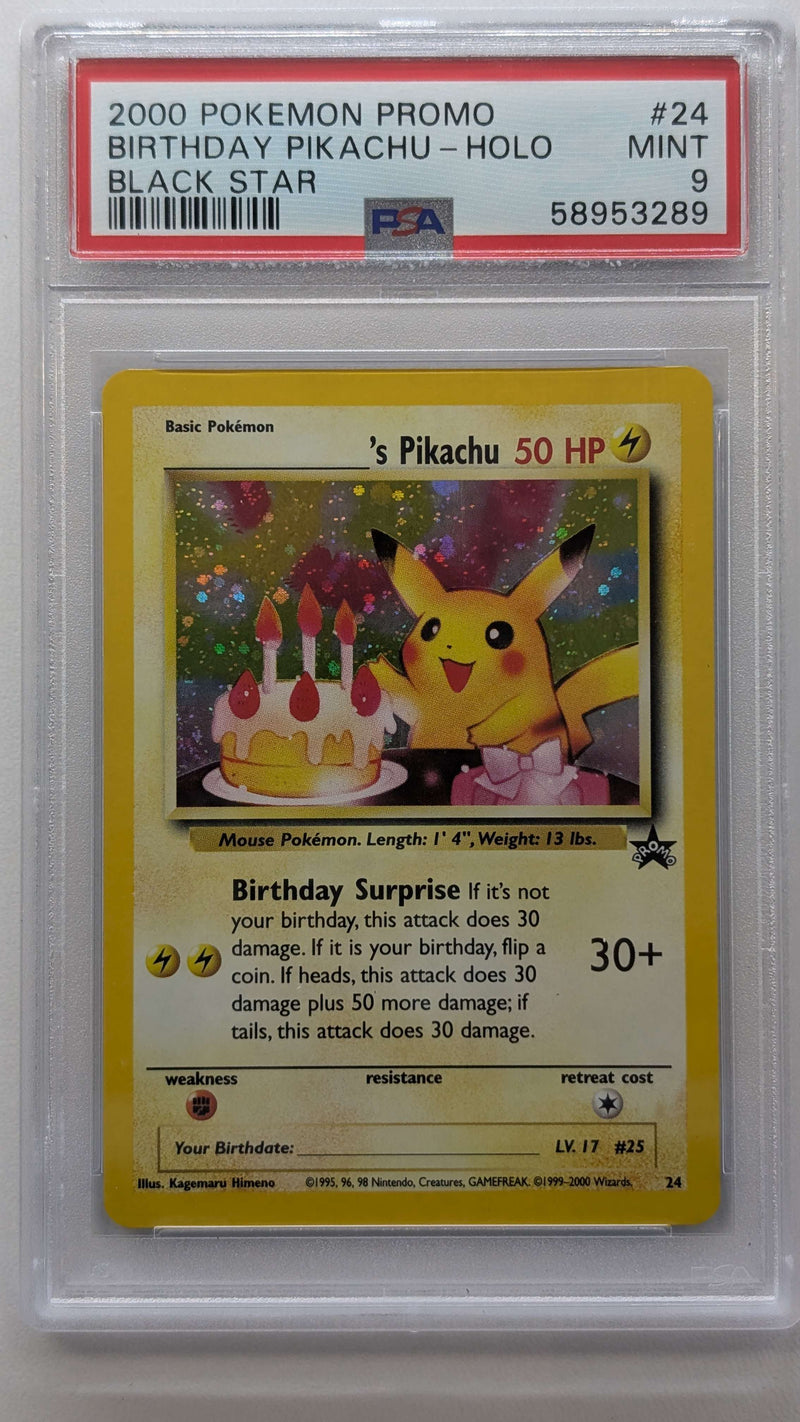 2000 POKEMON PROMO #24
BIRTHDAY PIKACHU - HOLO MINT
BLACK STAR 9
PSA 58953289
Basic Pokémon
________'s Pikachu 50 HP
Mouse Pokémon. Length: 1' 4", Weight: 13 lbs.
PROMO
Birthday Surprise If it's not
your birthday, this attack does 30
damage. If it is your birthday, flip a
coin. If heads, this attack does 30
damage plus 50 more damage; if
tails, this attack does 30 damage.
30+
weakness resistance retreat cost
Your Birthdate: ________ LV. 17 #25
Illus. Kagemaru Himeno ©1995, 96, 98 Nintendo, Creatures, GAMEFREAK. ©1999-2000 Wizards. 24
PSA